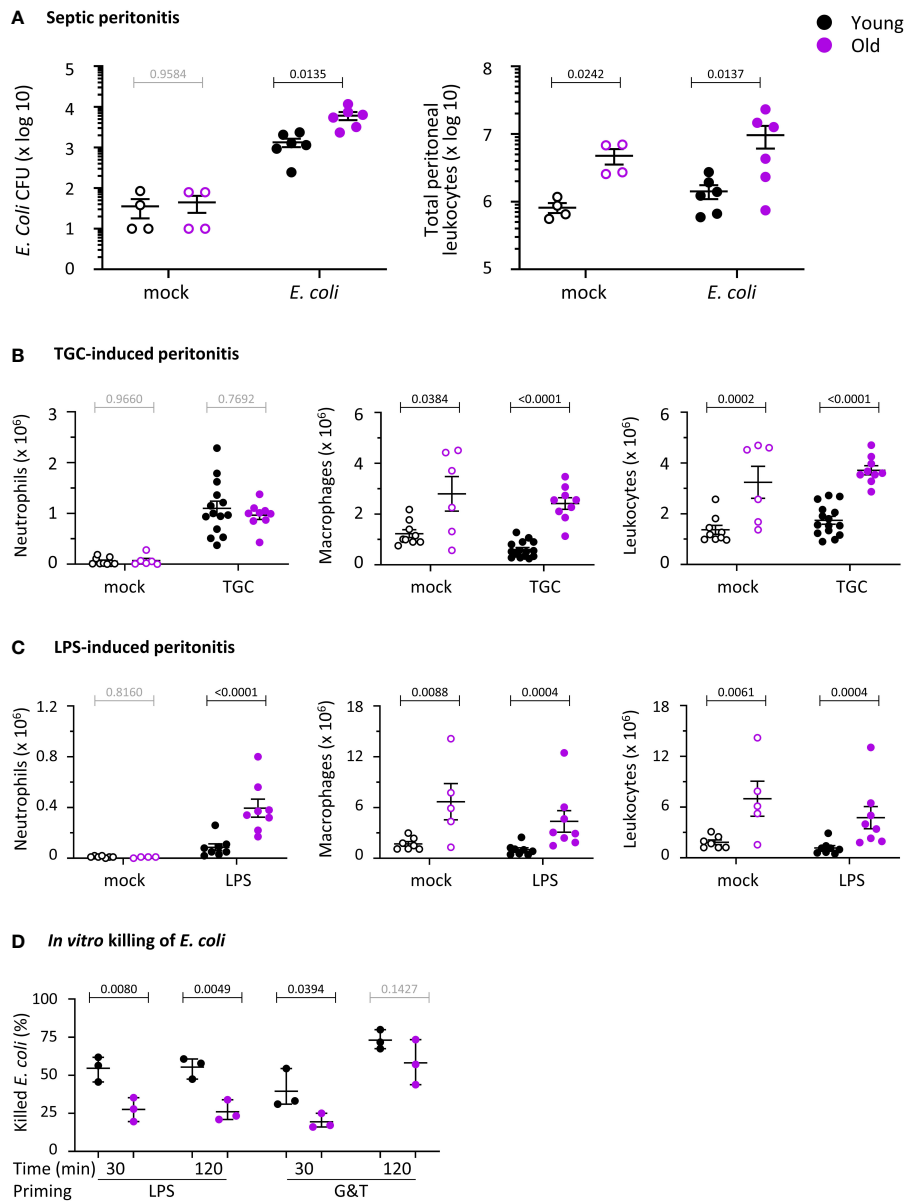 A Septic peritonitis
Young
Old
E. Coli CFU (x log 10)
5
4
3
2
1
0
0.9584
0.0135
mock
E. coli
Total peritoneal
leukocytes (x log 10)
8
7
6
5
0.0242
0.0137
mock
E. coli
B TGC-induced peritonitis
Neutrophils (x 10⁶)
3
2
1
0
0.9660
0.7692
mock
TGC
Macrophages (x 10⁶)
6
4
2
0
0.0384
<0.0001
mock
TGC
Leukocytes (x 10⁶)
6
4
2
0
0.0002
<0.0001
mock
TGC
C LPS-induced peritonitis
Neutrophils (x 10⁶)
1.2
0.8
0.4
0
0.8160
<0.0001
mock
LPS
Macrophages (x 10⁶)
18
12
6
0
0.0088
0.0004
mock
LPS
Leukocytes (x 10⁶)
18
12
6
0
0.0061
0.0004
mock
LPS
D In vitro killing of E. coli
Killed E. coli (%)
100
75
50
25
0
0.0080
0.0049
0.0394
0.1427
Time (min) 30 120 30 120
Priming LPS G&T